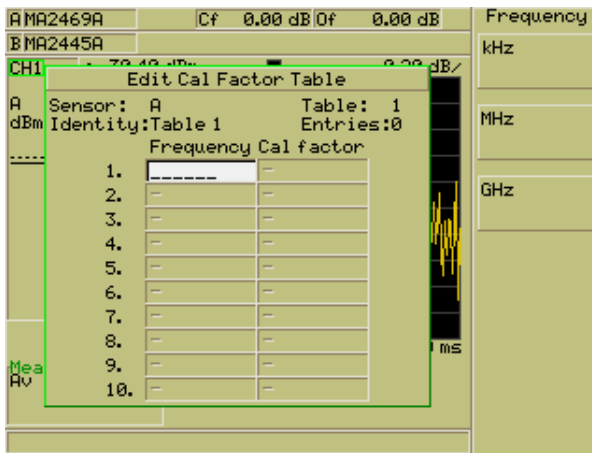 A MA2469A Cf 0.00 dB Of 0.00 dB
B MA2445A
CH1
A
dBm
Edit Cal Factor Table
Sensor: A Table: 1
Identity:Table 1 Entries:0
Frequency Cal factor
1. ______ -
2. - -
3. - -
4. - -
5. - -
6. - -
7. - -
8. - -
9. - -
10. - -
dB/
ms
Mea
Av
Frequency
kHz
MHz
GHz